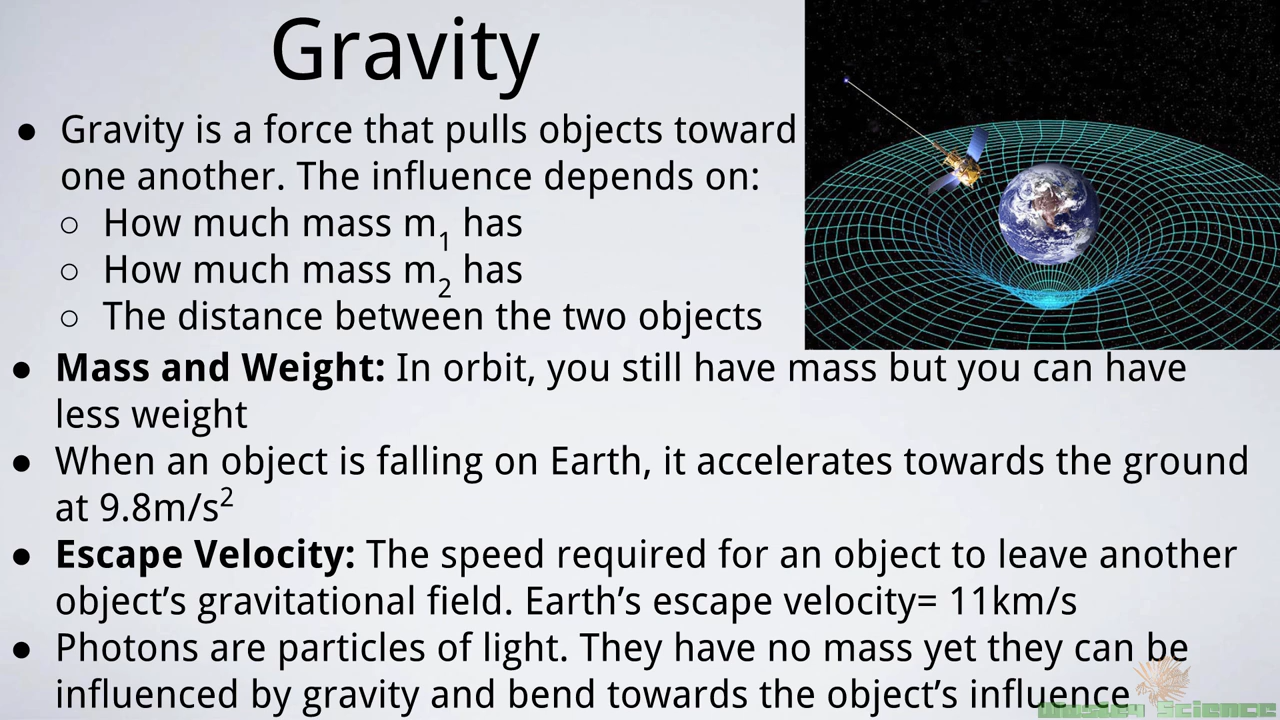 Gravity
● Gravity is a force that pulls objects toward
one another. The influence depends on:
○ How much mass m₁ has
○ How much mass m₂ has
○ The distance between the two objects
● Mass and Weight: In orbit, you still have mass but you can have
less weight
● When an object is falling on Earth, it accelerates towards the ground
at 9.8m/s²
● Escape Velocity: The speed required for an object to leave another
object’s gravitational field. Earth’s escape velocity= 11km/s
● Photons are particles of light. They have no mass yet they can be
influenced by gravity and bend towards the object’s influence
Science